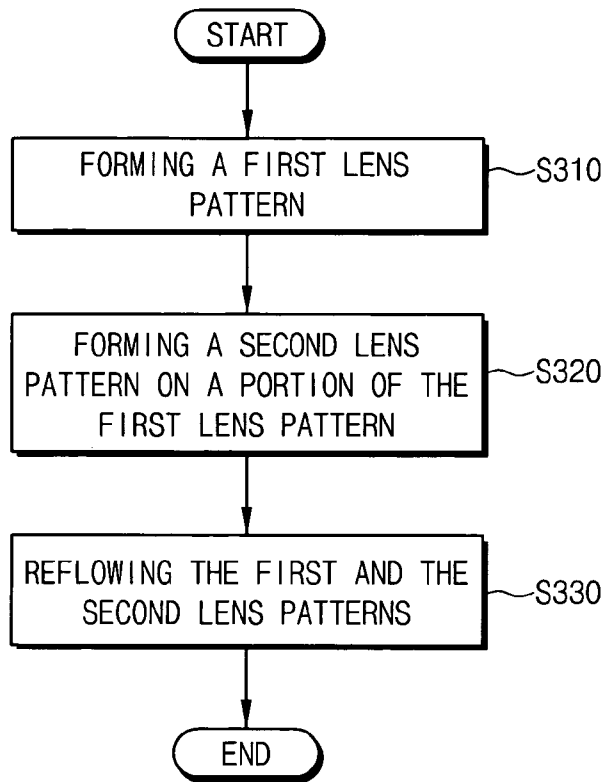 START
FORMING A FIRST LENS
PATTERN
S310
FORMING A SECOND LENS
PATTERN ON A PORTION OF THE
FIRST LENS PATTERN
S320
REFLOWING THE FIRST AND THE
SECOND LENS PATTERNS
S330
END